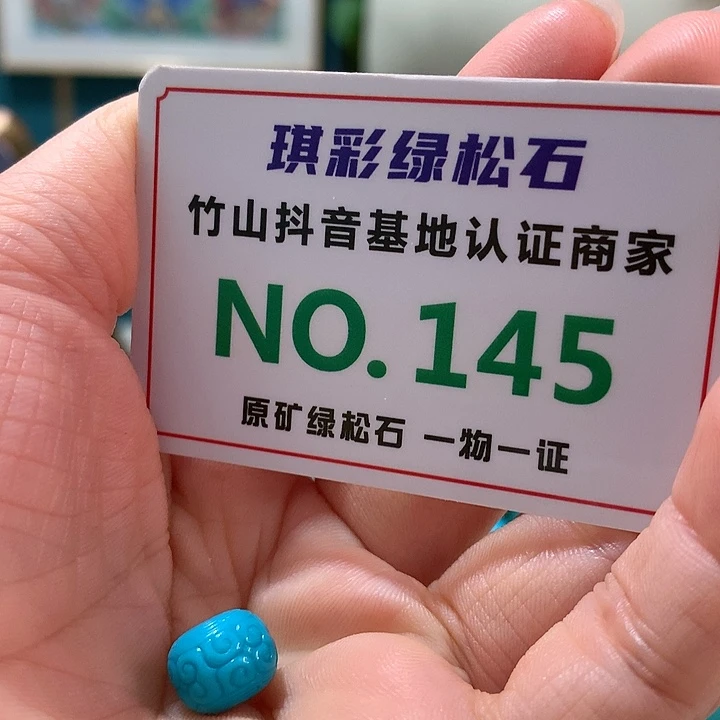 琪彩绿松石
竹山抖音基地认证商家
NO.145
原矿绿松石 一物一证